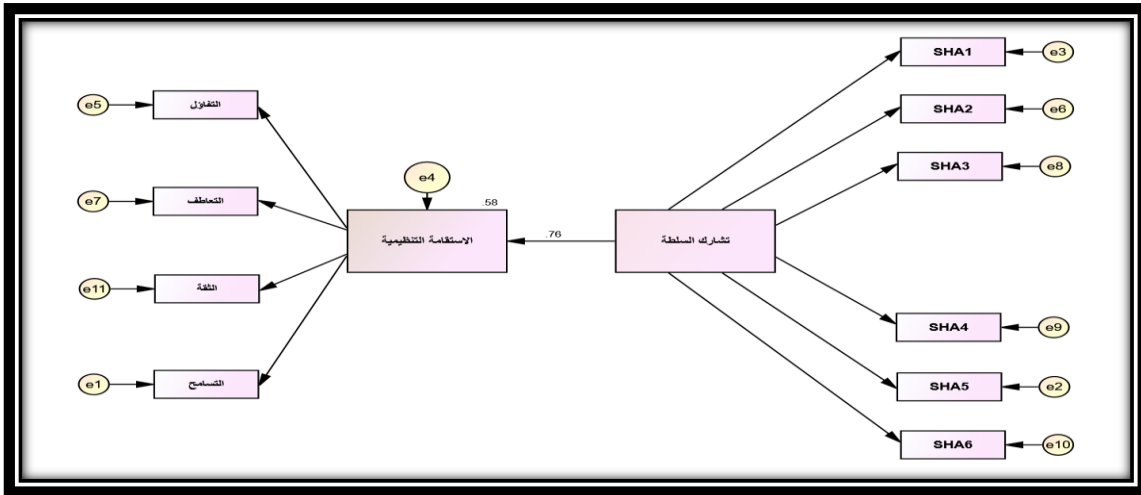 SHA1
e3
التفاؤل
e5
SHA2
e6
SHA3
e8
e4
.58
التعاطف
e7
تشارك السلطة
.76
الاستقامة التنظيمية
الثقة
e11
SHA4
e9
التسامح
e1
SHA5
e2
SHA6
e10